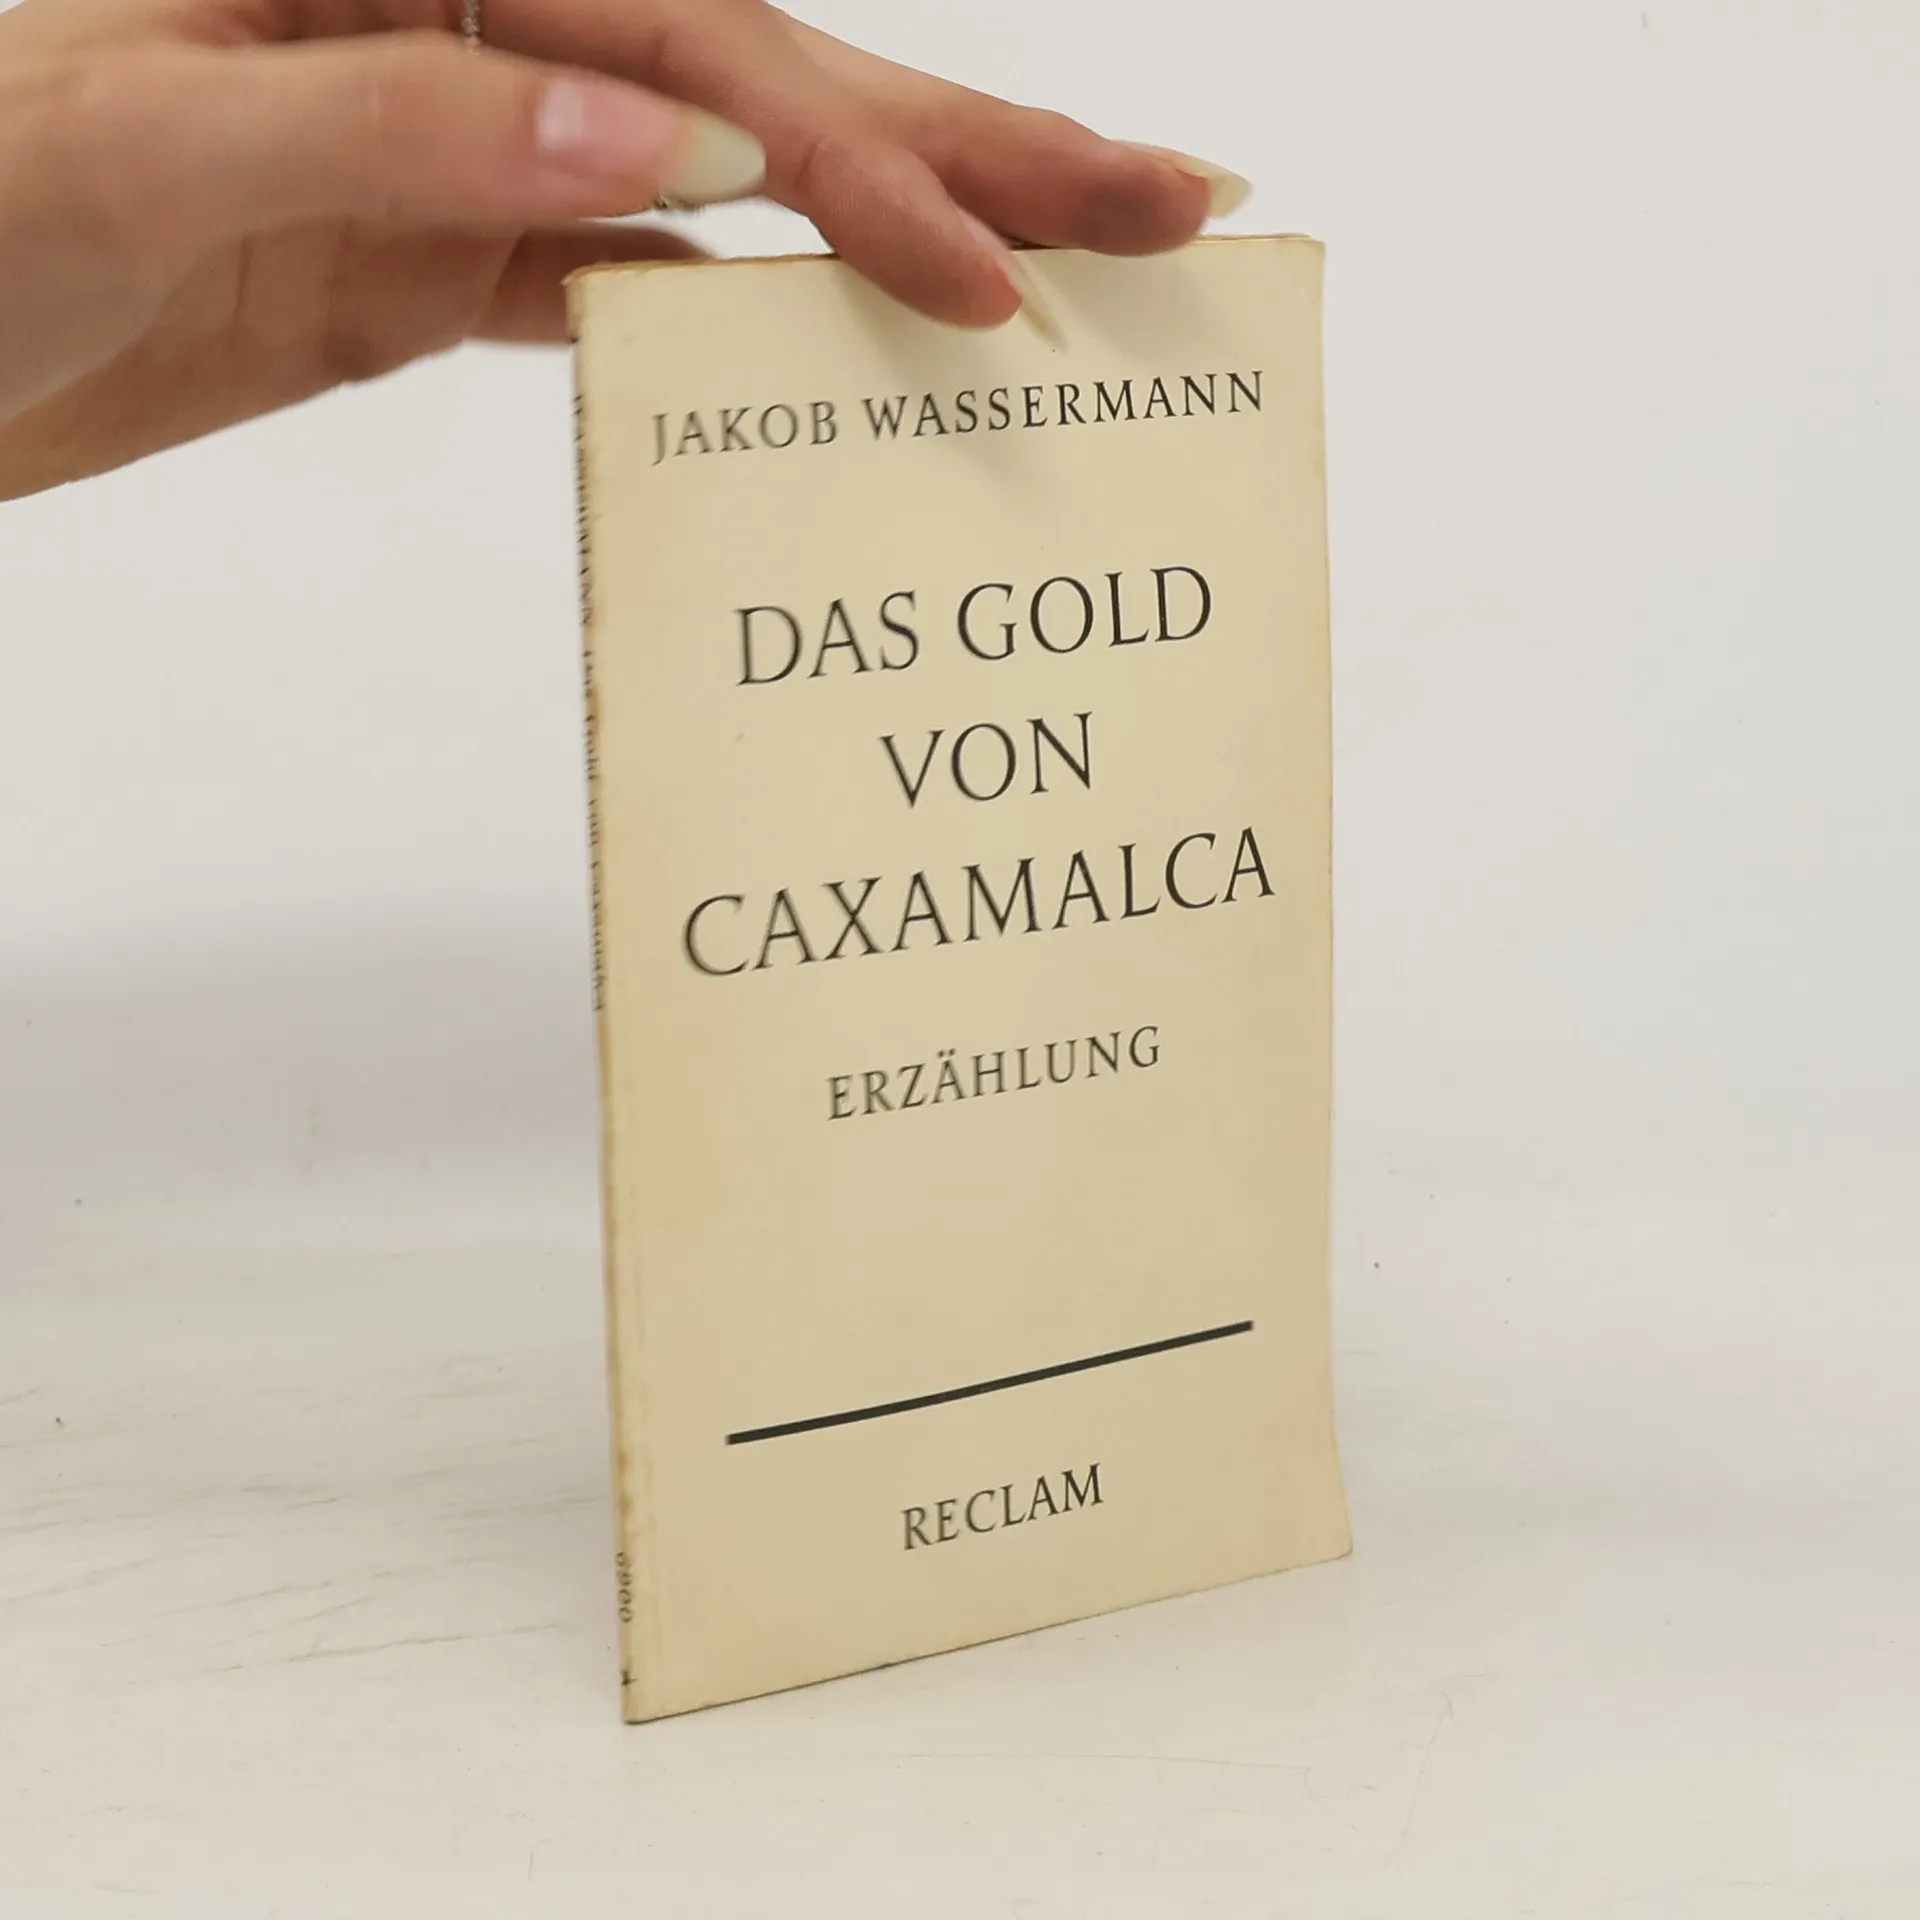 JAKOB WASSERMANN
DAS GOLD
VON
CAXAMALCA
ERZÄHLUNG
RECLAM